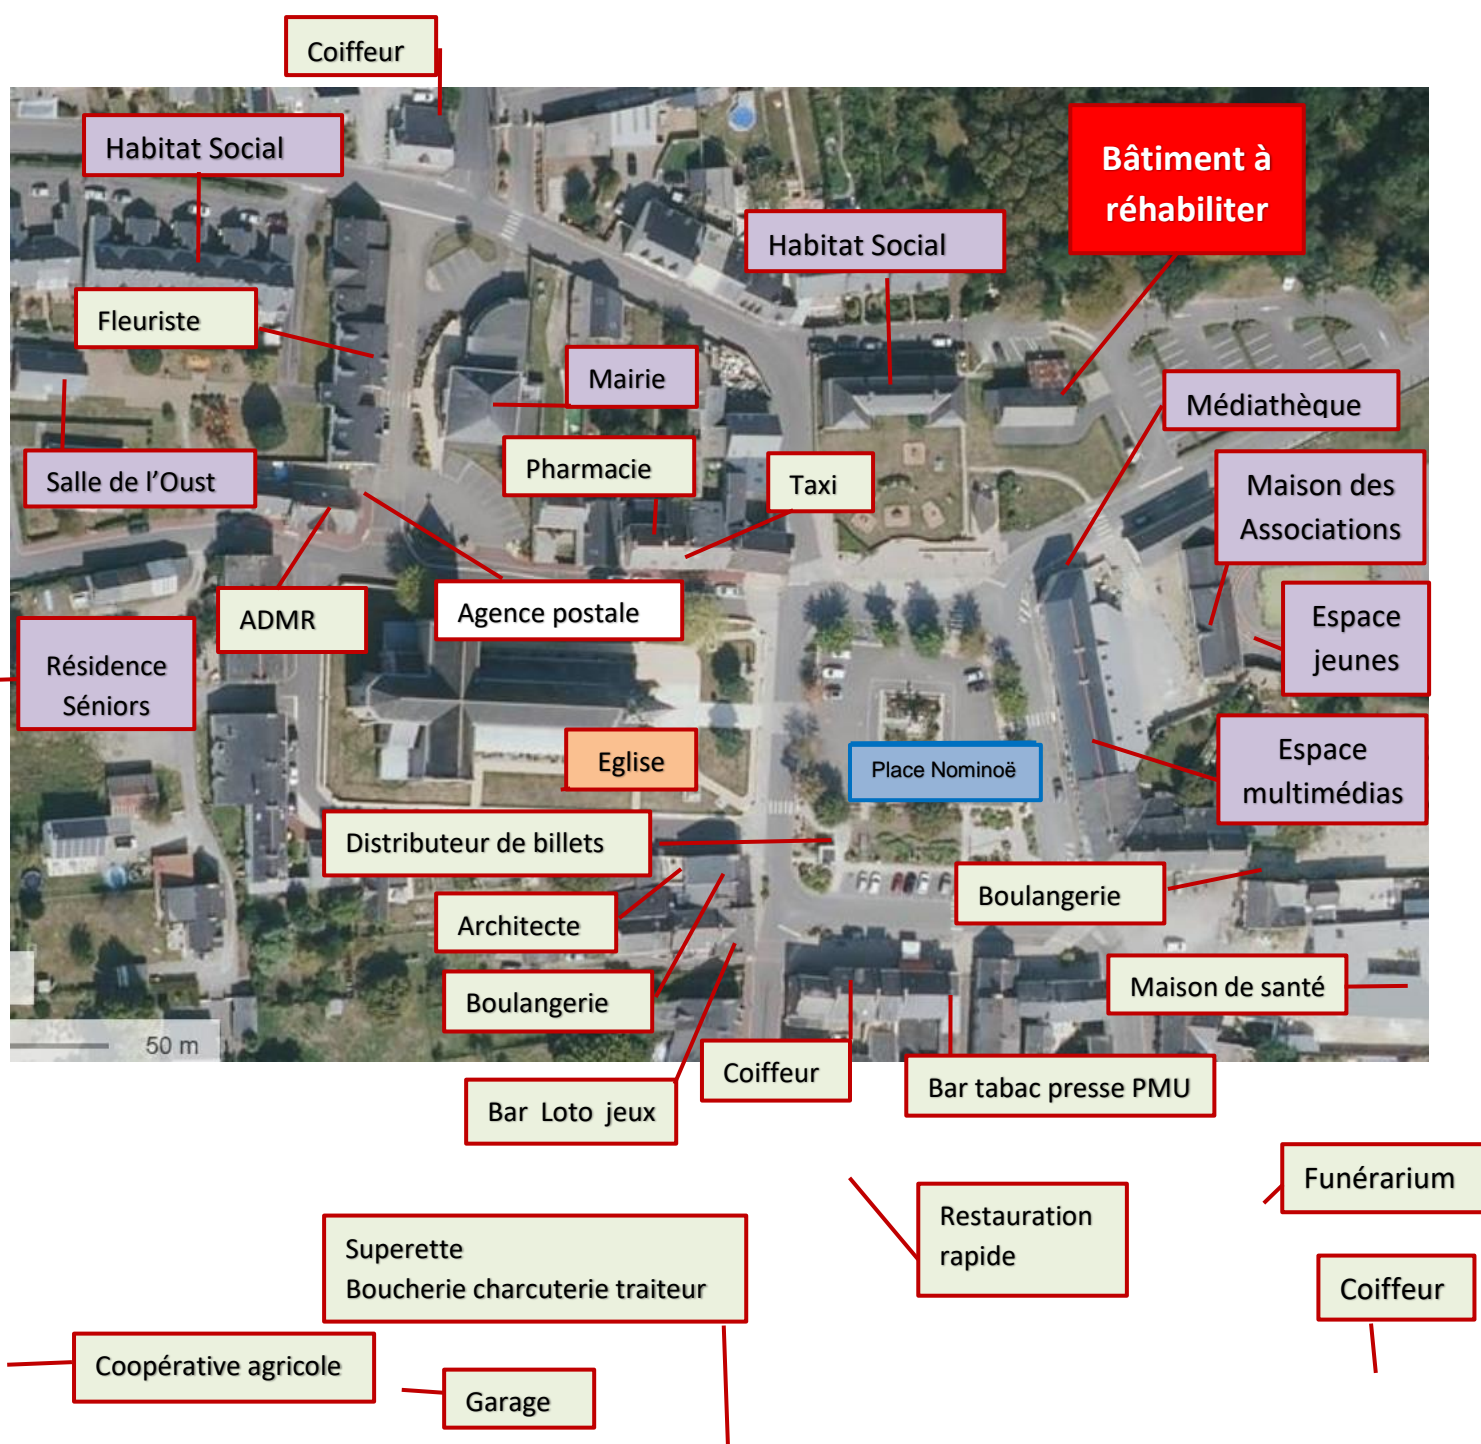 Coiffeur
Habitat Social
Bâtiment à
réhabiliter
Habitat Social
Fleuriste
Mairie
Médiathèque
Pharmacie
Salle de l’Oust
Taxi
Maison des
Associations
ADMR
Agence postale
Espace
jeunes
Résidence
Séniors
Eglise
Place Nominoë
Espace
multimédias
Distributeur de billets
Boulangerie
Architecte
Boulangerie
Maison de santé
50 m
Coiffeur
Bar tabac presse PMU
Bar Loto jeux
Funérarium
Restauration
rapide
Superette
Boucherie charcuterie traiteur
Coiffeur
Coopérative agricole
Garage